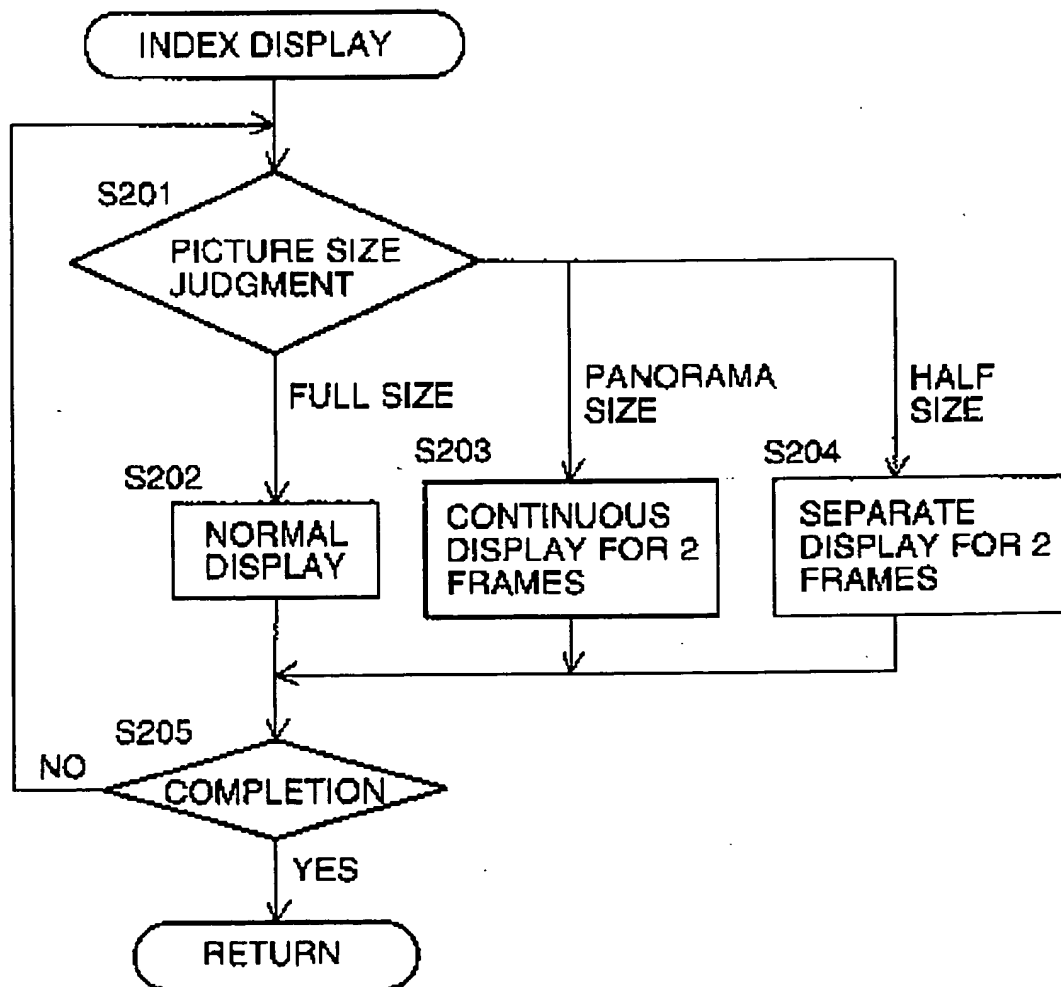 INDEX DISPLAY
S201
PICTURE SIZE
JUDGMENT
FULL SIZE
PANORAMA
SIZE
HALF
SIZE
S202
NORMAL
DISPLAY
S203
CONTINUOUS
DISPLAY FOR 2
FRAMES
S204
SEPARATE
DISPLAY FOR 2
FRAMES
S205
NO
COMPLETION
YES
RETURN